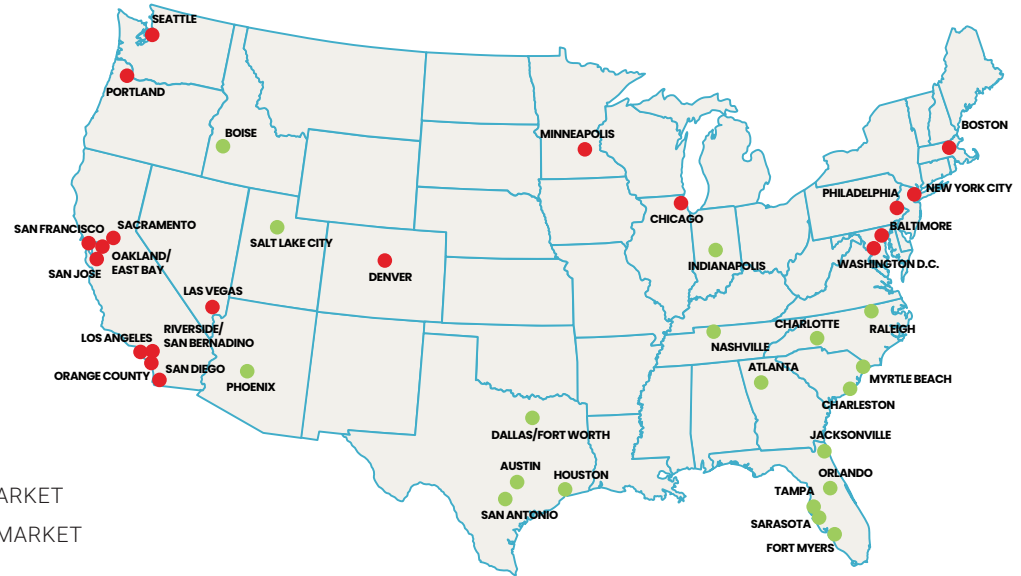 SEATTLE
PORTLAND
BOISE
MINNEAPOLIS
BOSTON
NEW YORK CITY
PHILADELPHIA
CHICAGO
BALTIMORE
WASHINGTON D.C.
SAN FRANCISCO
SACRAMENTO
OAKLAND/
EAST BAY
SAN JOSE
SALT LAKE CITY
DENVER
INDIANAPOLIS
LAS VEGAS
LOS ANGELES
RIVERSIDE/
SAN BERNADINO
ORANGE COUNTY
SAN DIEGO
PHOENIX
NASHVILLE
CHARLOTTE
RALEIGH
ATLANTA
MYRTLE BEACH
CHARLESTON
DALLAS/FORT WORTH
JACKSONVILLE
AUSTIN
HOUSTON
SAN ANTONIO
ORLANDO
TAMPA
SARASOTA
FORT MYERS
ARKET
MARKET